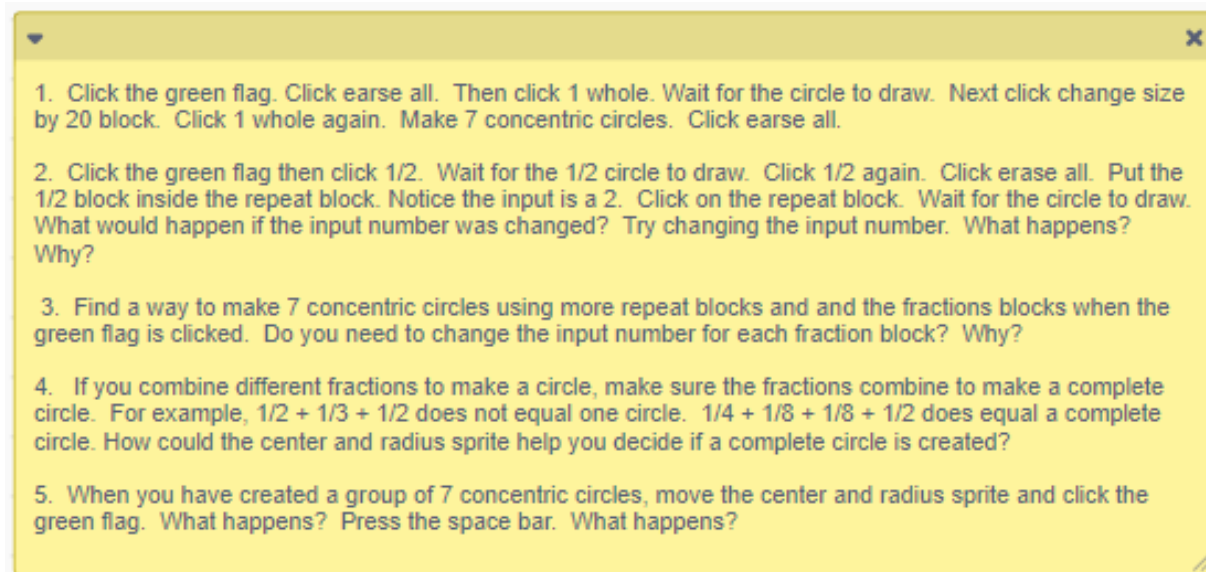 1.  Click the green flag. Click earse all.  Then click 1 whole. Wait for the circle to draw.  Next click change size
by 20 block.  Click 1 whole again.  Make 7 concentric circles.  Click earse all.
2.  Click the green flag then click 1/2.  Wait for the 1/2 circle to draw.  Click 1/2 again.  Click erase all.  Put the
1/2 block inside the repeat block. Notice the input is a 2.  Click on the repeat block.  Wait for the circle to draw.
What would happen if the input number was changed?  Try changing the input number.  What happens?
Why?
3.  Find a way to make 7 concentric circles using more repeat blocks and and the fractions blocks when the
green flag is clicked.  Do you need to change the input number for each fraction block?  Why?
4.   If you combine different fractions to make a circle, make sure the fractions combine to make a complete
circle.  For example, 1/2 + 1/3 + 1/2 does not equal one circle.  1/4 + 1/8 + 1/8 + 1/2 does equal a complete
circle. How could the center and radius sprite help you decide if a complete circle is created?
5.  When you have created a group of 7 concentric circles, move the center and radius sprite and click the
green flag.  What happens?  Press the space bar.  What happens?